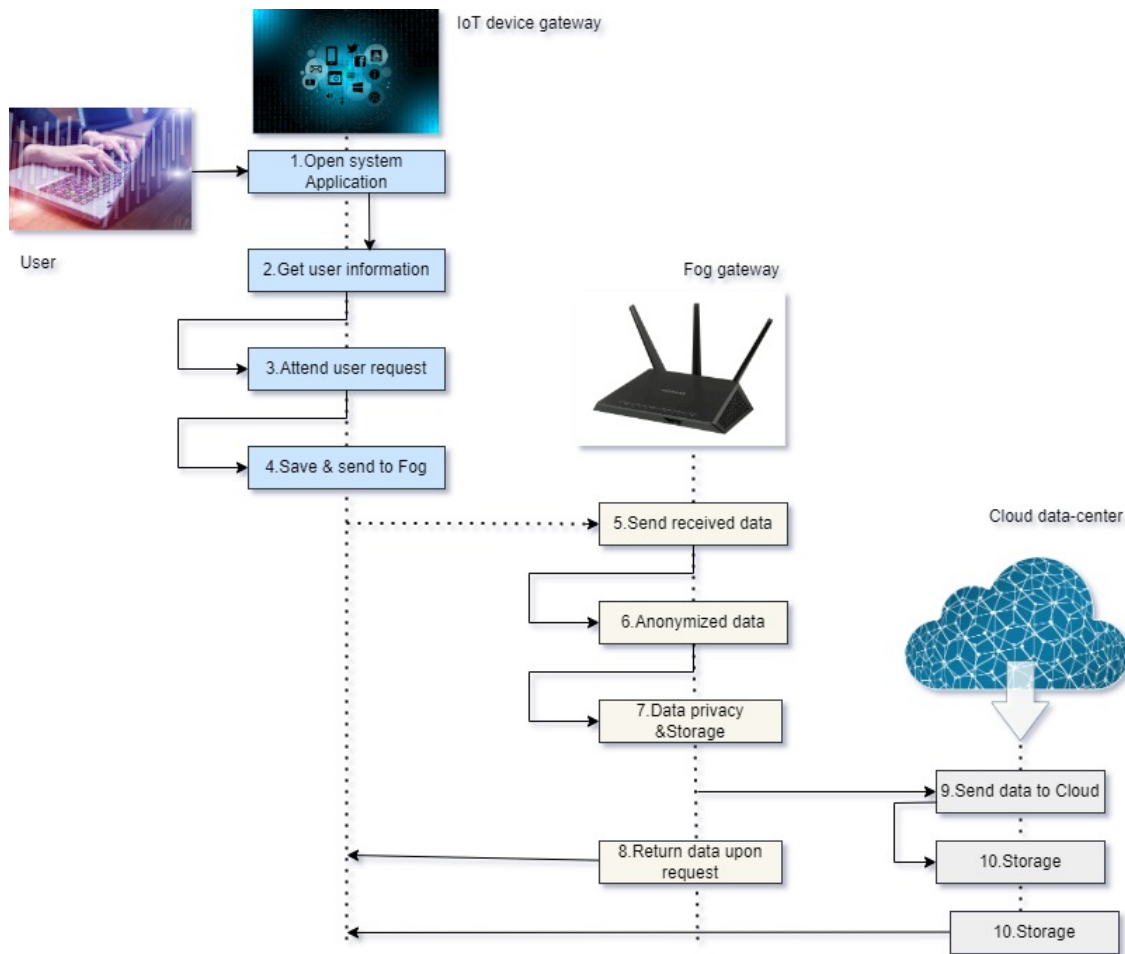 IoT device gateway
1.Open system
Application
User
2.Get user information
Fog gateway
3.Attend user request
4.Save & send to Fog
5.Send received data
Cloud data-center
6.Anonymized data
7.Data privacy
&Storage
9.Send data to Cloud
8.Return data upon
request
10.Storage
10.Storage